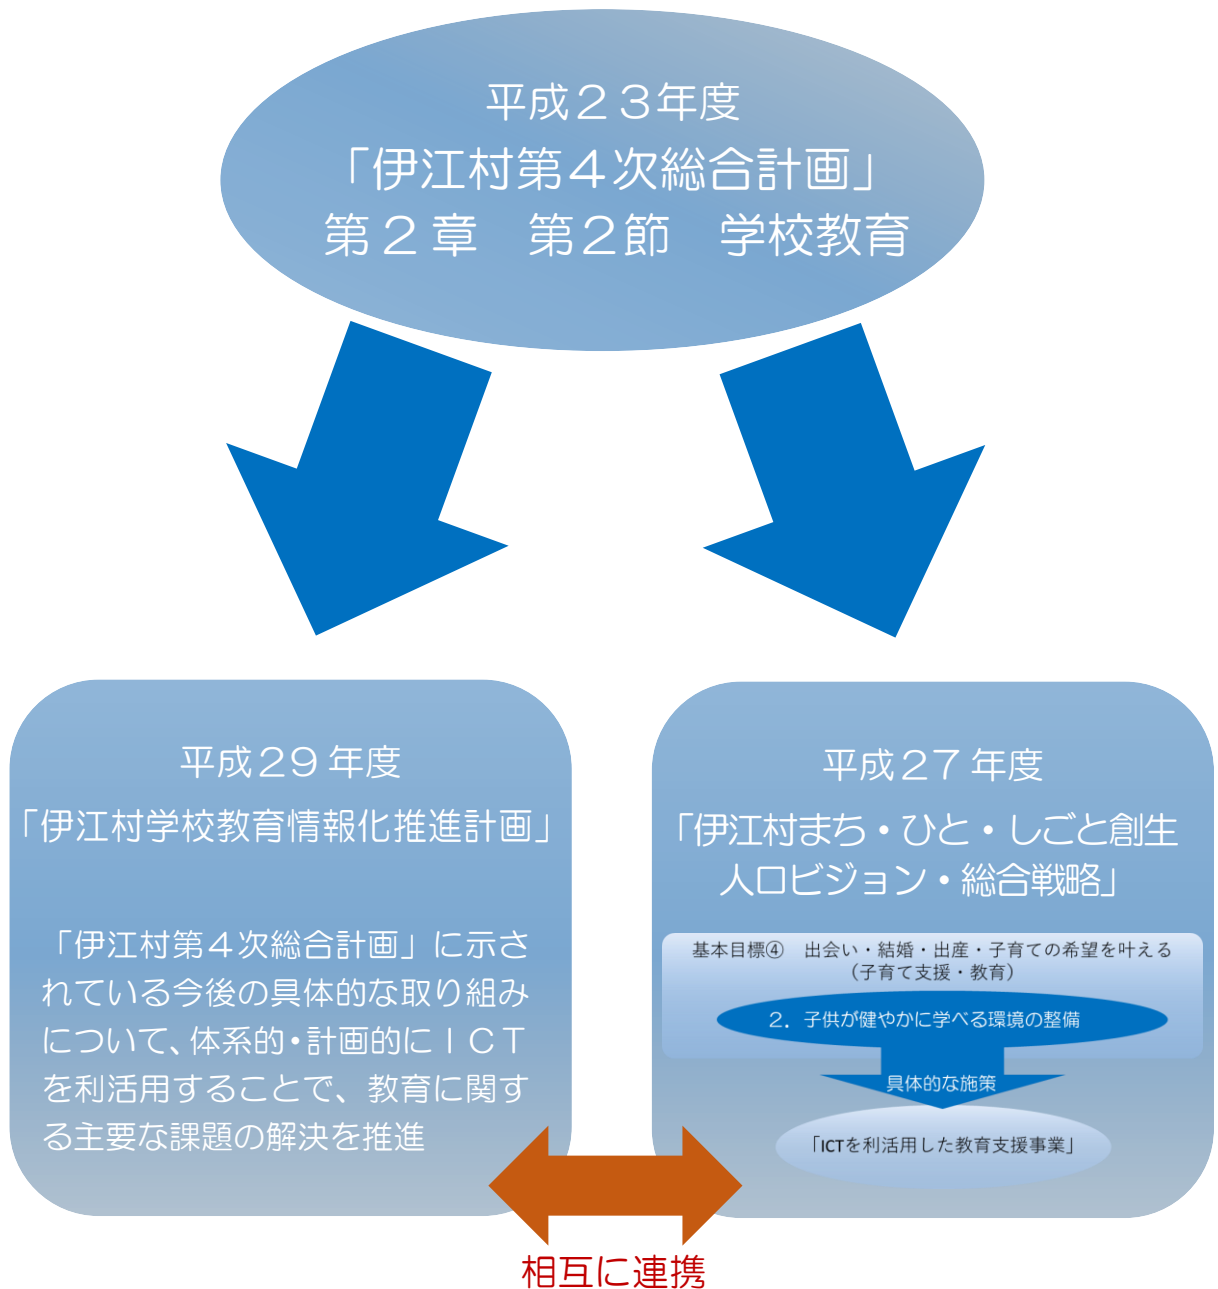 平成２３年度
「伊江村第４次総合計画」
第２章　第２節　学校教育
平成２９年度
「伊江村学校教育情報化推進計画」
「伊江村第４次総合計画」に示さ
れている今後の具体的な取り組み
について、体系的・計画的にＩＣＴ
を利活用することで、教育に関す
る主要な課題の解決を推進
平成２７年度
「伊江村まち・ひと・しごと創生
人口ビジョン・総合戦略」
基本目標④　出会い・結婚・出産・子育ての希望を叶える
（子育て支援・教育）
２．子供が健やかに学べる環境の整備
具体的な施策
「ICTを利活用した教育支援事業」
相互に連携